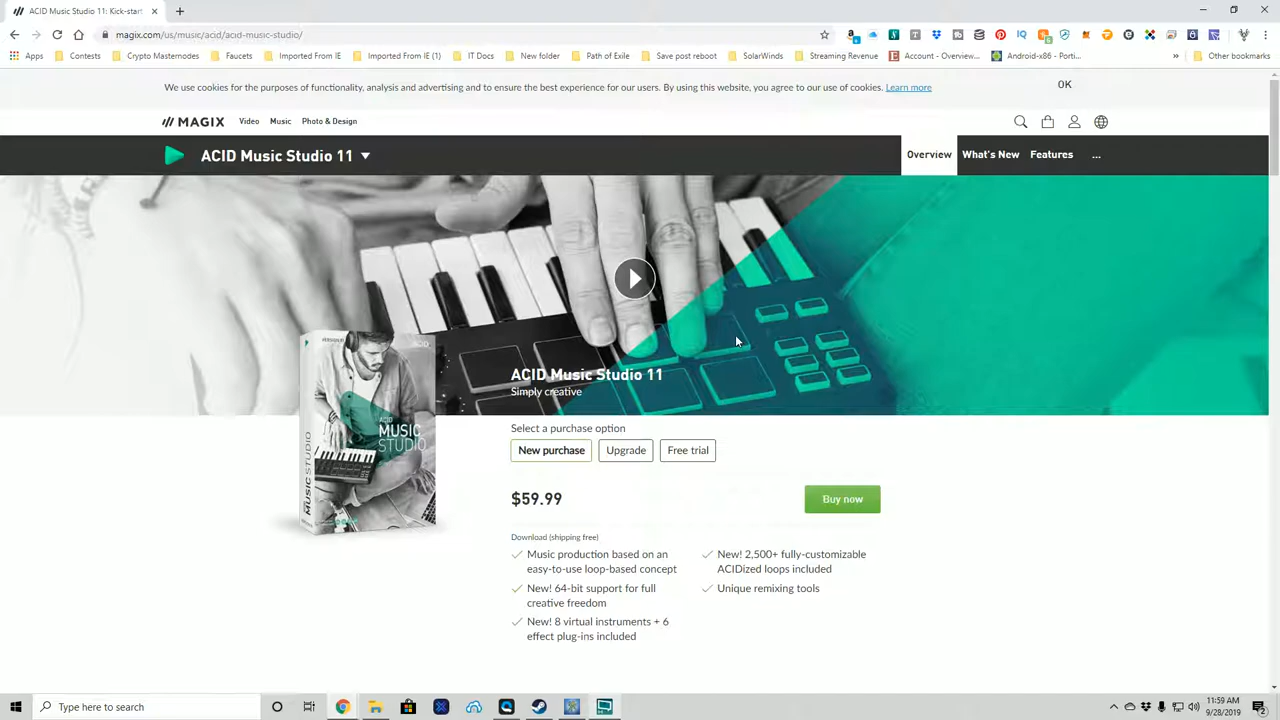 ACID Music Studio 11: Kick-start
magix.com/us/music/acid/acid-music-studio/
Apps Contests Crypto Masternodes Faucets Imported From IE Imported From IE (1) IT Docs New folder Path of Exile Save post reboot SolarWinds Streaming Revenue Account - Overview... Android-x86 - Porti... » Other bookmarks
We use cookies for the purposes of functionality, analysis and advertising and to ensure the best experience for our users. By using this website, you agree to our use of cookies. Learn more OK
MAGIX Video Music Photo & Design
ACID Music Studio 11 Overview What's New Features ...
ACID Music Studio 11
Simply creative
ACID
MUSIC
STUDIO
MUSIC STUDIO
Select a purchase option
New purchase Upgrade Free trial
$59.99 Buy now
Download (shipping free)
Music production based on an
easy-to-use loop-based concept
New! 64-bit support for full
creative freedom
New! 8 virtual instruments + 6
effect plug-ins included
New! 2,500+ fully-customizable
ACIDized loops included
Unique remixing tools
Type here to search
11:59 AM
9/28/2019